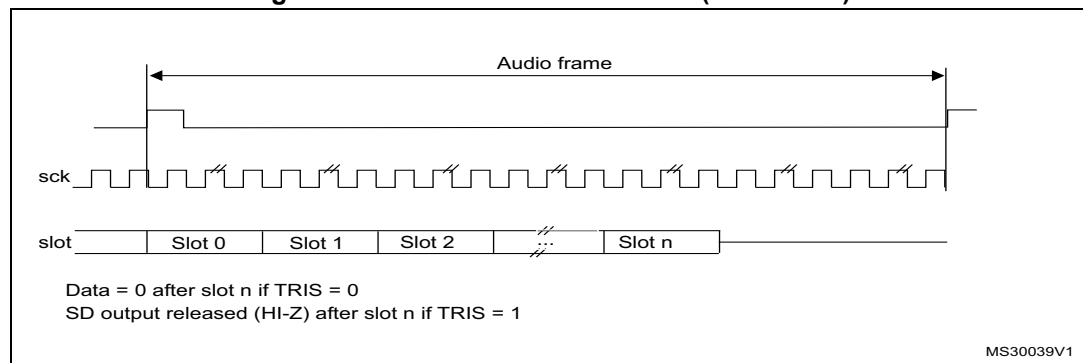 Audio frame
sck
slot
Slot 0
Slot 1
Slot 2
...
Slot n
Data = 0 after slot n if TRIS = 0
SD output released (HI-Z) after slot n if TRIS = 1
MS30039V1